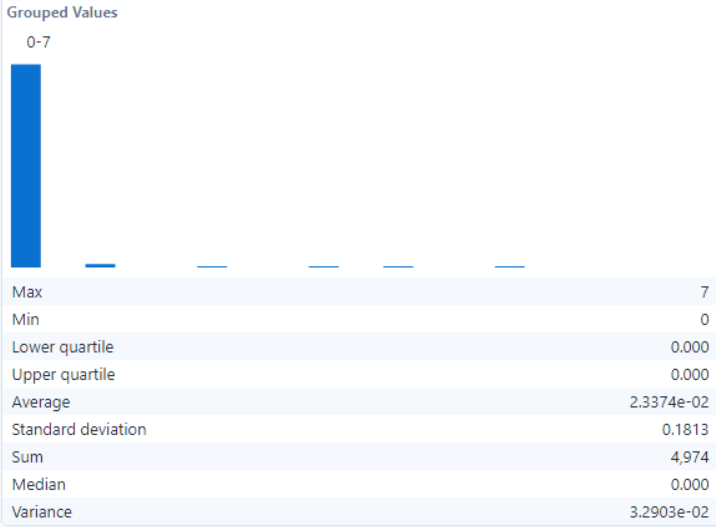 Grouped Values
0-7
Max 7
Min 0
Lower quartile 0.000
Upper quartile 0.000
Average 2.3374e-02
Standard deviation 0.1813
Sum 4,974
Median 0.000
Variance 3.2903e-02